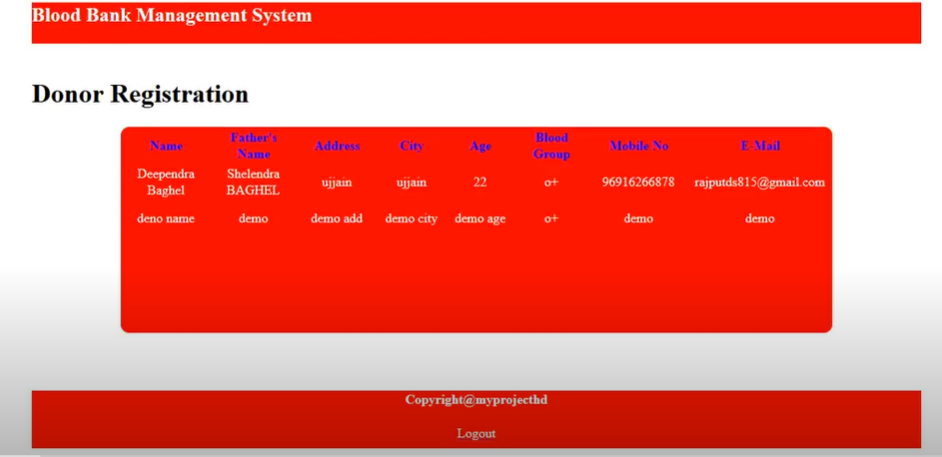 Blood Bank Management System
Donor Registration
Name Father's Name Address City Age Blood Group Mobile No E-Mail
Deependra Baghel Shelendra BAGHEL ujjain ujjain 22 o+ 96916266878 rajputds815@gmail.com
deno name demo demo add demo city demo age o+ demo demo
Copyright@myprojecthd
Logout